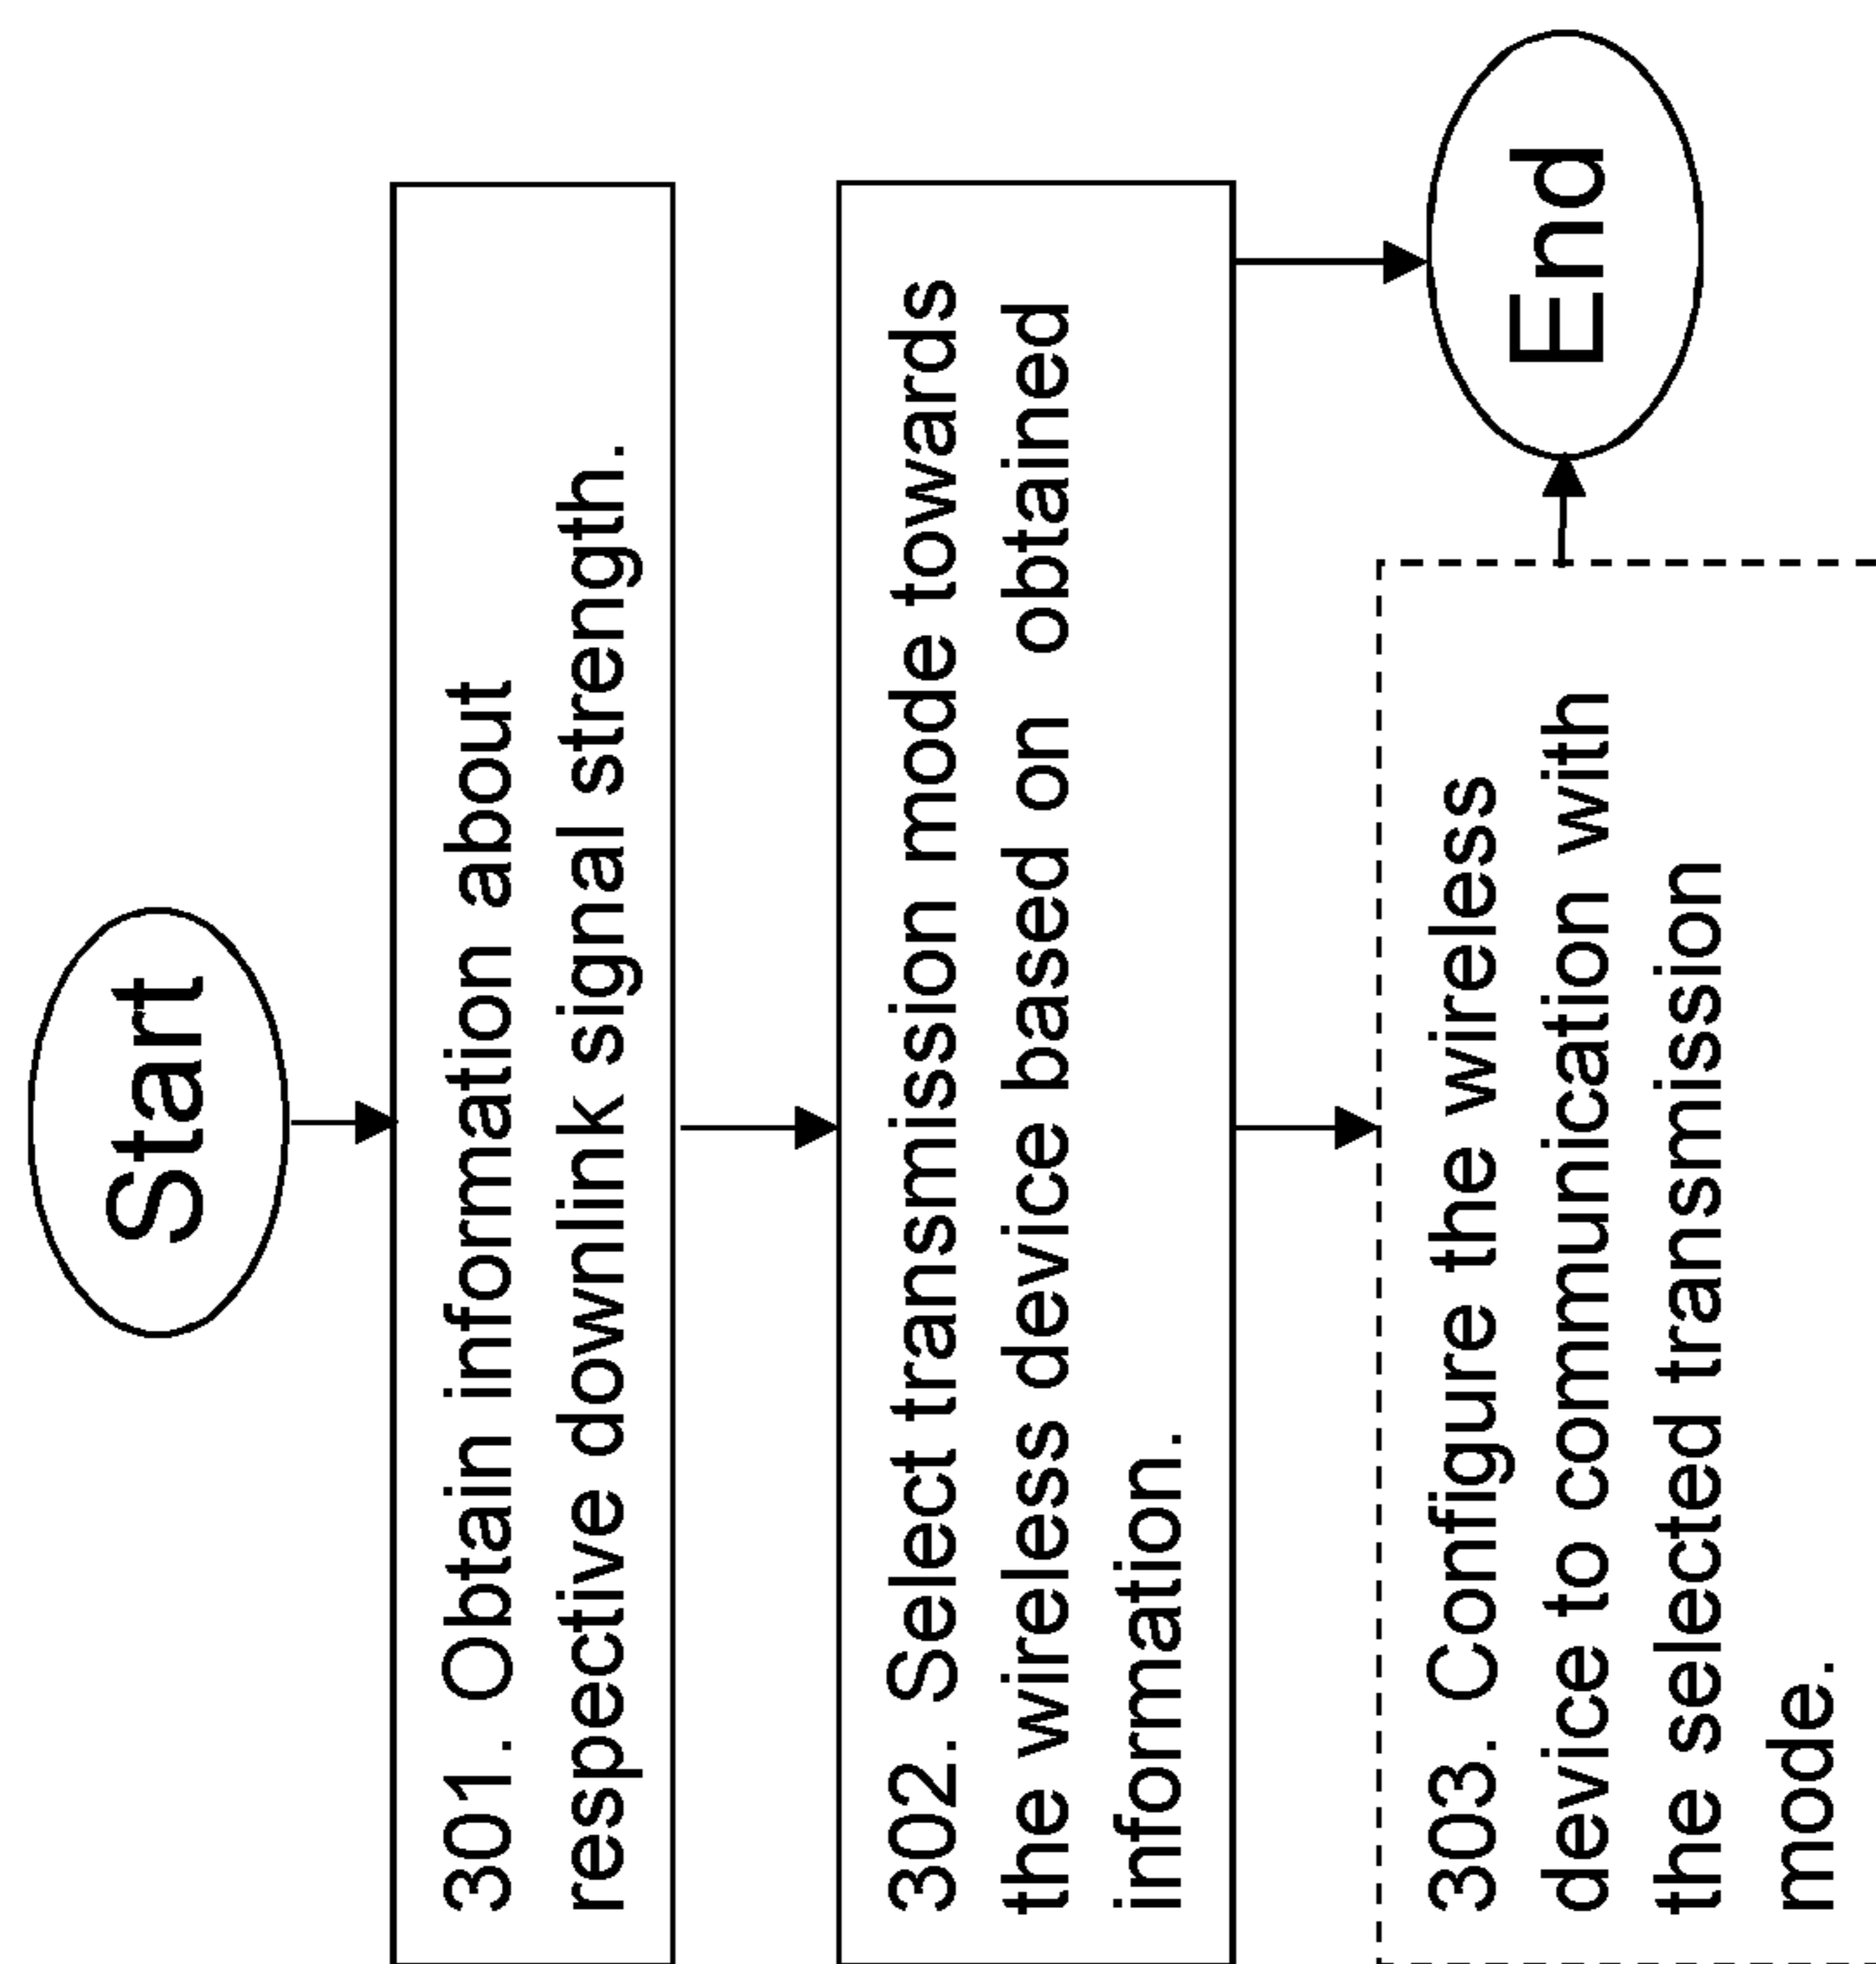 Start
301. Obtain information about
respective downlink signal strength.
302. Select transmission mode towards
the wireless device based on obtained
information.
303. Configure the wireless
device to communication with
the selected transmission
mode.
End